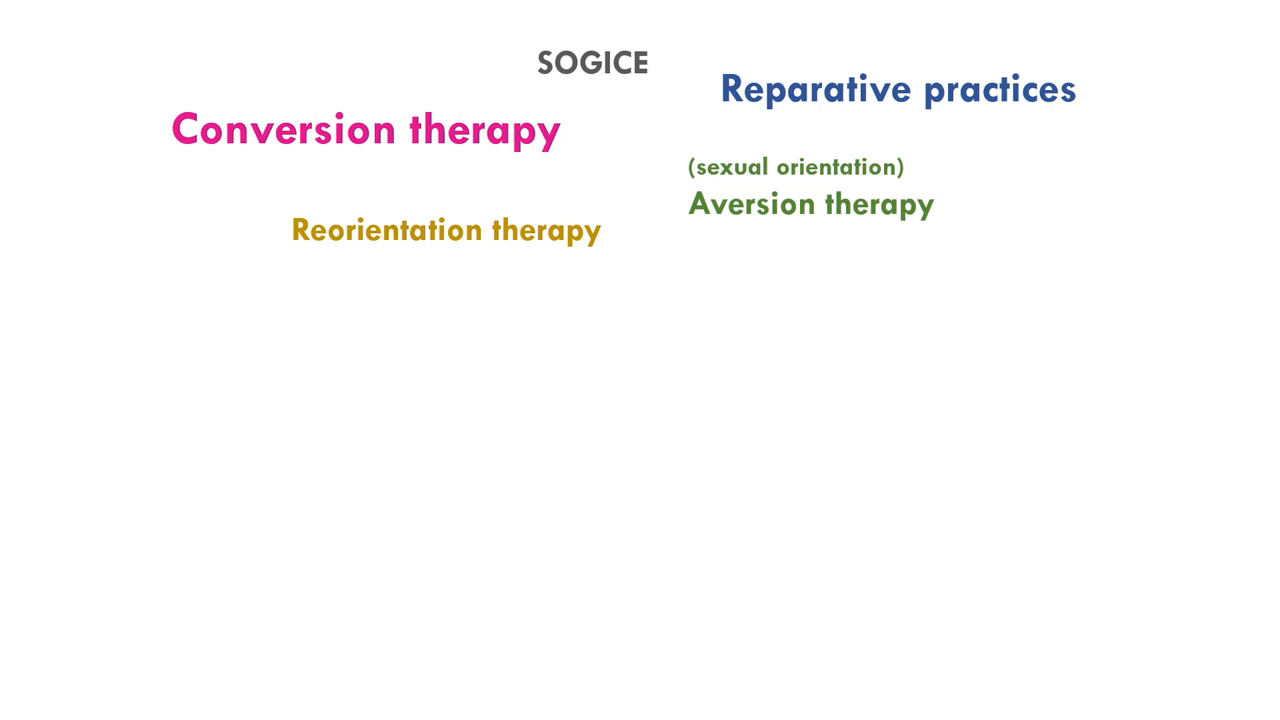 SOGICE
Reparative practices
Conversion therapy
(sexual orientation)
Aversion therapy
Reorientation therapy